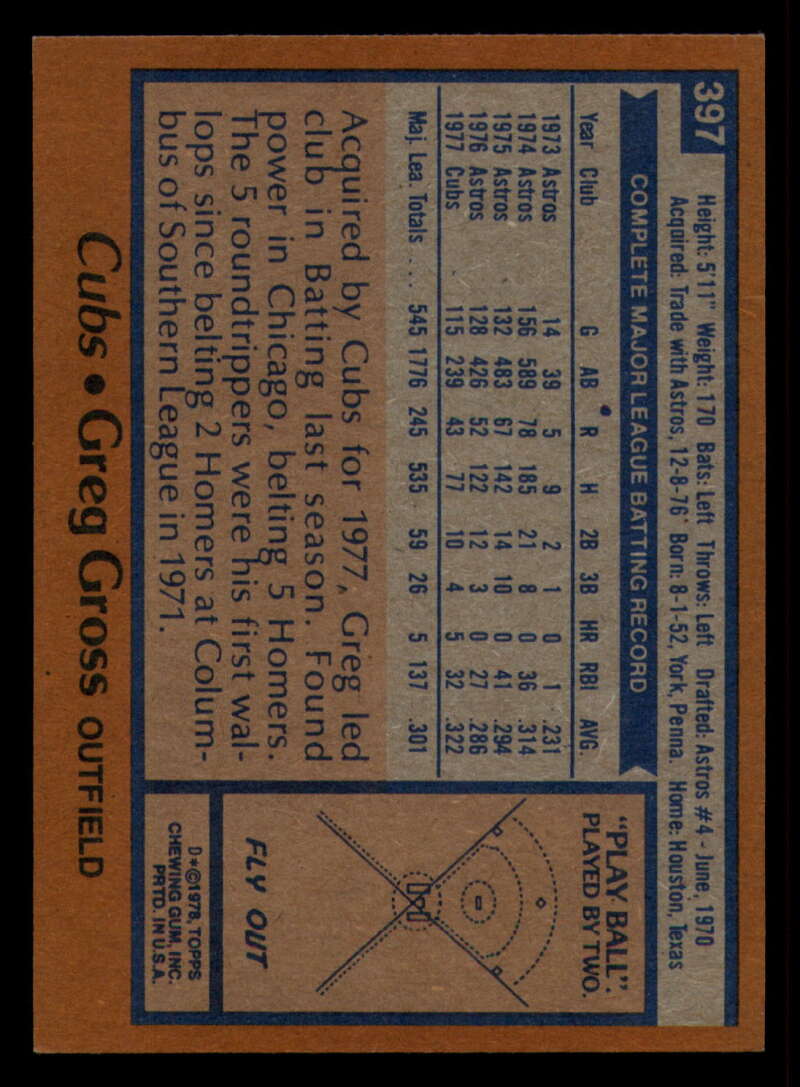 397
Height: 5'11" Weight: 170 Bats: Left Throws: Left Drafted: Astros #4 - June, 1970
Acquired: Trade with Astros, 12-8-76 Born: 8-1-52, York, Penna. Home: Houston, Texas
COMPLETE MAJOR LEAGUE BATTING RECORD
Year Club G AB R H 2B 3B HR RBI AVG.
1973 Astros 14 39 5 9 2 1 0 1 .231
1974 Astros 156 589 78 185 21 8 0 36 .314
1975 Astros 132 483 67 142 14 10 0 41 .294
1976 Astros 128 426 52 122 12 3 0 27 .286
1977 Cubs 115 239 43 77 10 4 5 32 .322
Maj. Lea. Totals .... 545 1776 245 535 59 26 5 137 .301
Acquired by Cubs for 1977, Greg led
club in Batting last season. Found
power in Chicago, belting 5 Homers.
The 5 roundtrippers were his first wal-
lops since belting 2 Homers at Colum-
bus of Southern League in 1971.
"PLAY BALL".
PLAYED BY TWO.
FLY OUT
D*©1978, TOPPS
CHEWING GUM, INC.
PRTD. IN U.S.A.
Cubs • Greg Gross OUTFIELD